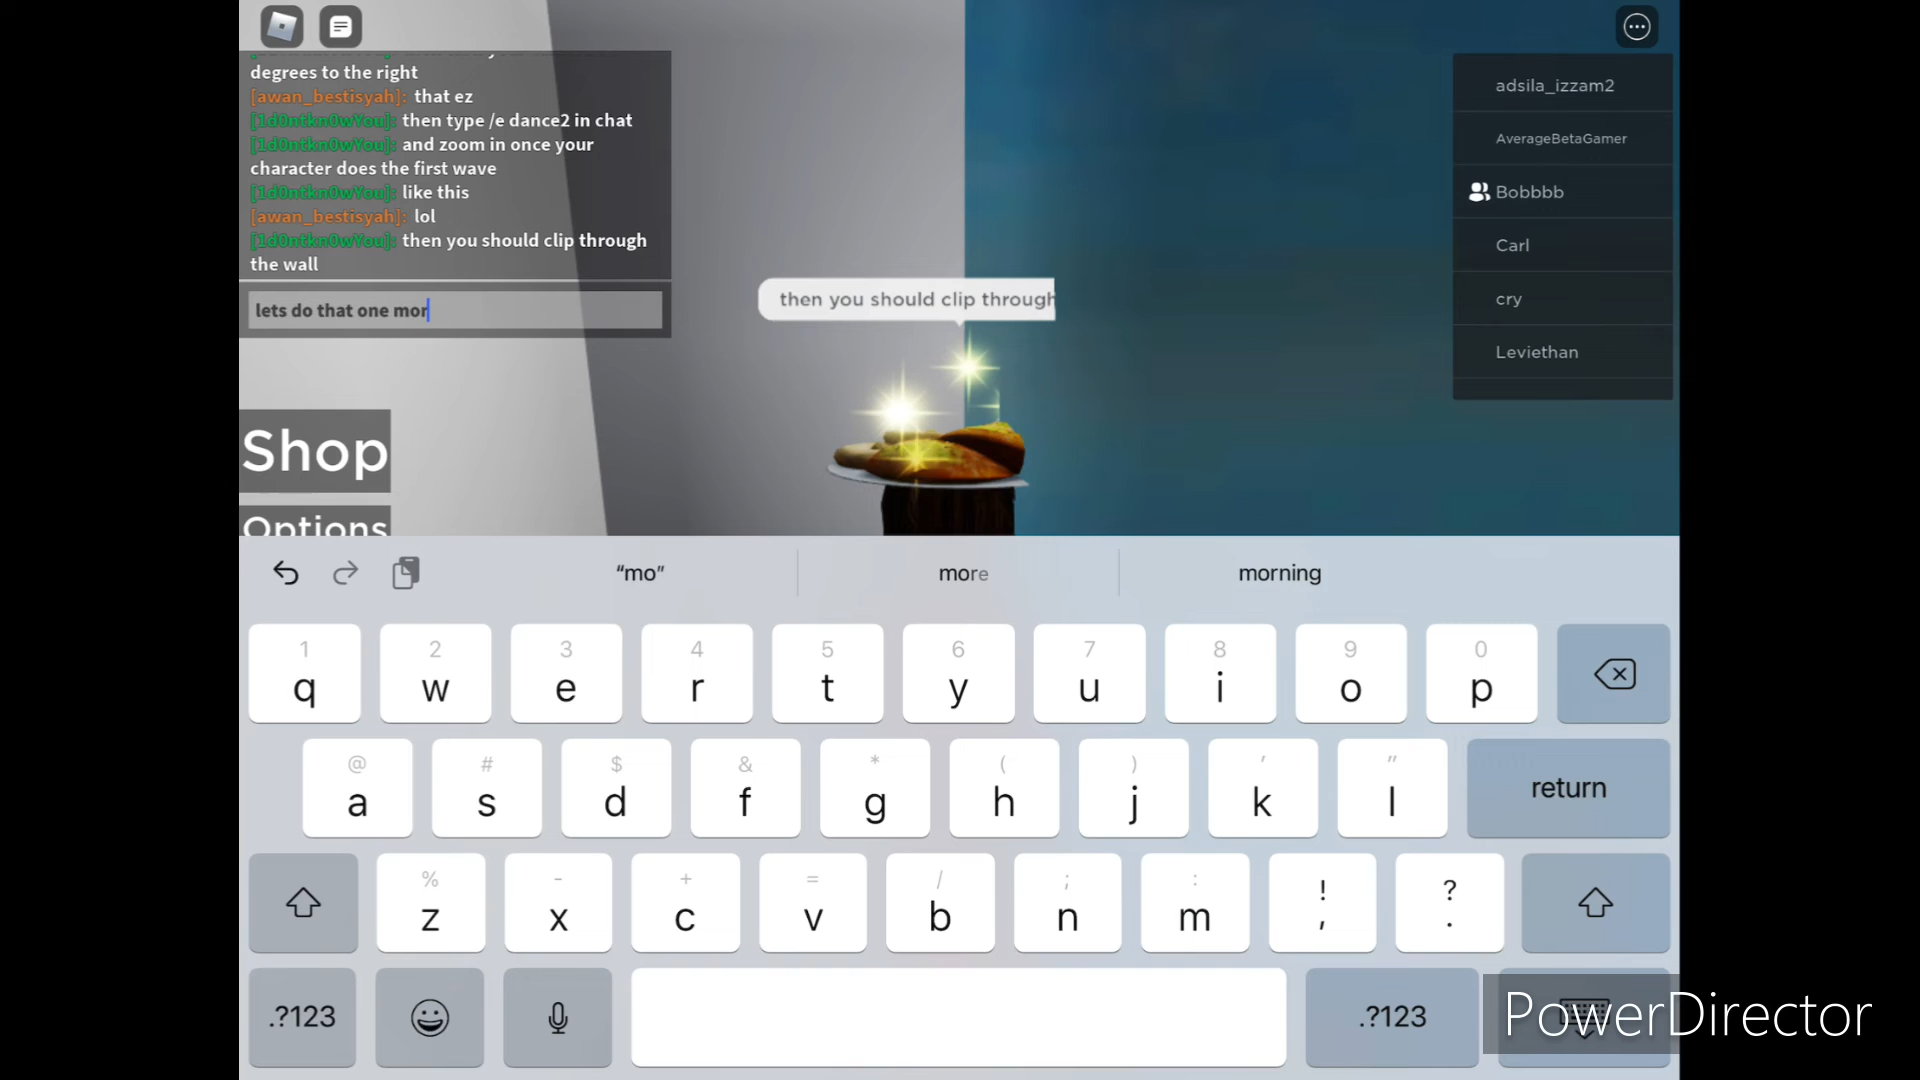 degrees to the right
[awan_bestisyah]: that ez
[1d0ntkn0wYou]: then type /e dance2 in chat
[1d0ntkn0wYou]: and zoom in once your
character does the first wave
[1d0ntkn0wYou]: like this
[awan_bestisyah]: lol
[1d0ntkn0wYou]: then you should clip through
the wall
lets do that one mor
then you should clip through
adsila_izzam2
AverageBetaGamer
Bobbbb
Carl
cry
Leviethan
Shop
Options
“mo” more morning
1 2 3 4 5 6 7 8 9 0
q w e r t y u i o p
@ # $ & * ( ) ' "
a s d f g h j k l return
% - + = / ; : ! ?
z x c v b n m , .
.?123 .?123
PowerDirector